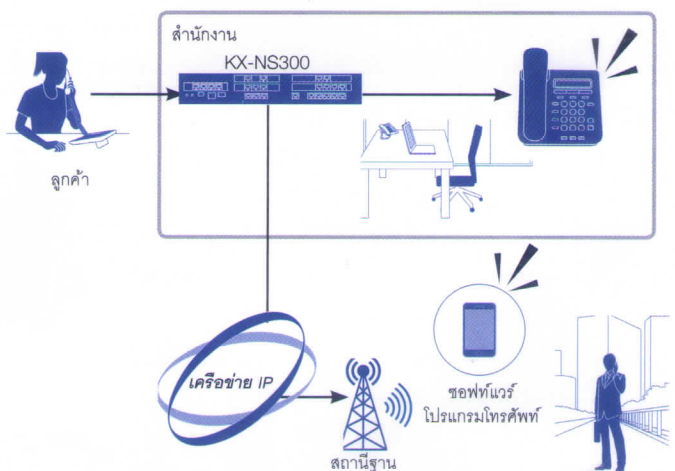 สำนักงาน
KX-NS300
ลูกค้า
เครือข่าย IP
ซอฟท์แวร์
โปรแกรมโทรศัพท์
สถานีฐาน